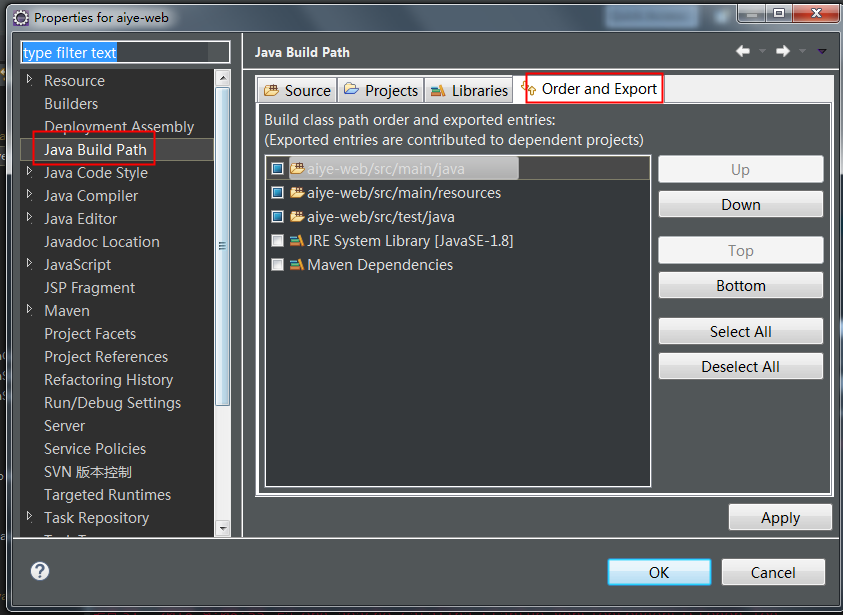 Properties for aiye-web
type filter text
Resource
Builders
Deployment Assembly
Java Build Path
Java Code Style
Java Compiler
Java Editor
Javadoc Location
JavaScript
JSP Fragment
Maven
Project Facets
Project References
Refactoring History
Run/Debug Settings
Server
Service Policies
SVN 版本控制
Targeted Runtimes
Task Repository
Java Build Path
Source
Projects
Libraries
Order and Export
Build class path order and exported entries:
(Exported entries are contributed to dependent projects)
aiye-web/src/main/java
aiye-web/src/main/resources
aiye-web/src/test/java
JRE System Library [JavaSE-1.8]
Maven Dependencies
Up
Down
Top
Bottom
Select All
Deselect All
Apply
OK
Cancel